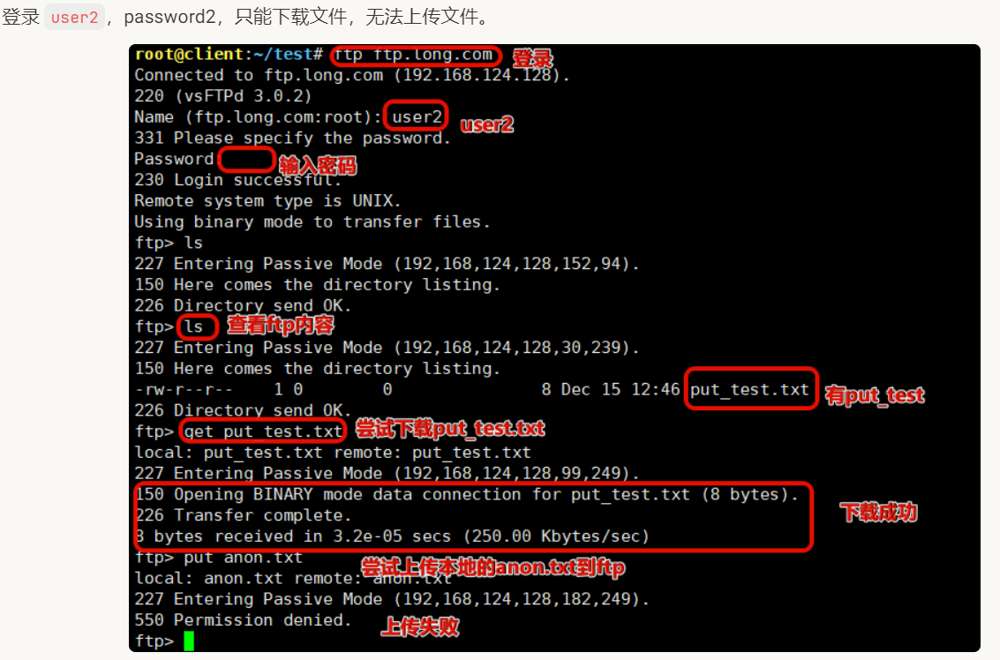 登录 user2，password2，只能下载文件，无法上传文件。
root@client:~/test# ftp ftp.long.com 登录
Connected to ftp.long.com (192.168.124.128).
220 (vsFTPd 3.0.2)
Name (ftp.long.com:root): user2 user2
331 Please specify the password.
Password 输入密码
230 Login successful.
Remote system type is UNIX.
Using binary mode to transfer files.
ftp> ls
227 Entering Passive Mode (192,168,124,128,152,94).
150 Here comes the directory listing.
226 Directory send OK.
ftp> ls 查看ftp内容
227 Entering Passive Mode (192,168,124,128,30,239).
150 Here comes the directory listing.
-rw-r--r-- 1 0 0 8 Dec 15 12:46 put_test.txt 有put_test
226 Directory send OK.
ftp> get put_test.txt 尝试下载put_test.txt
local: put_test.txt remote: put_test.txt
227 Entering Passive Mode (192,168,124,128,99,249).
150 Opening BINARY mode data connection for put_test.txt (8 bytes).
226 Transfer complete. 下载成功
8 bytes received in 3.2e-05 secs (250.00 Kbytes/sec)
ftp> put anon.txt 尝试上传本地的anon.txt到ftp
local: anon.txt remote: anon.txt
227 Entering Passive Mode (192,168,124,128,182,249).
550 Permission denied. 上传失败
ftp>